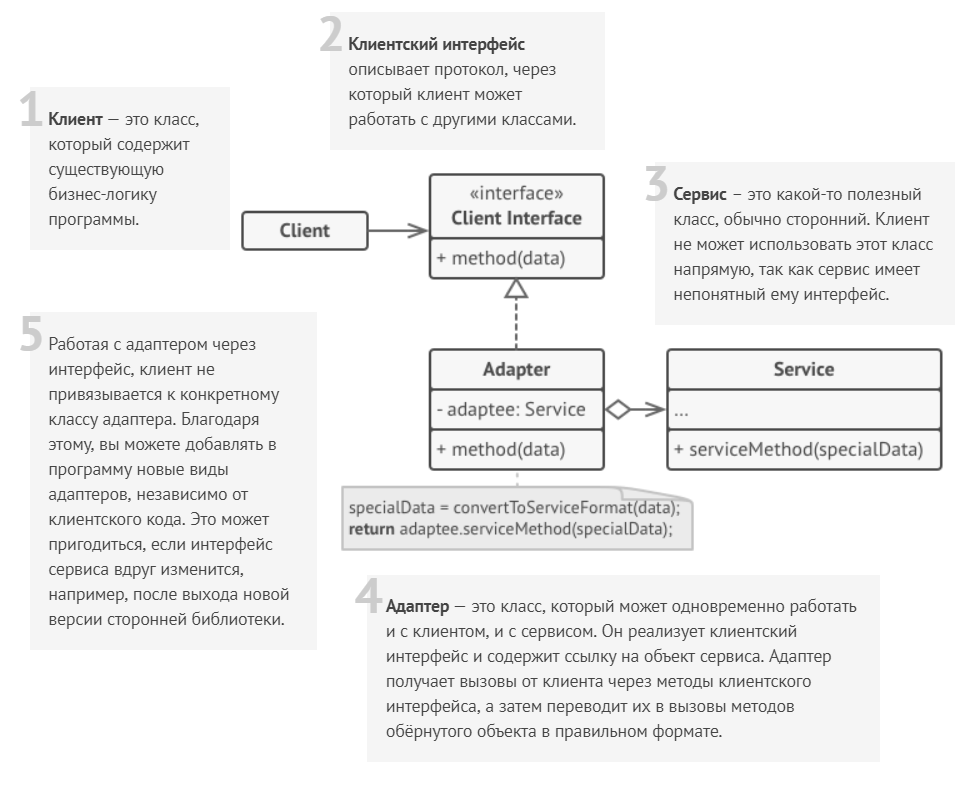 1
Клиент — это класс,
который содержит
существующую
бизнес-логику
программы.
2
Клиентский интерфейс
описывает протокол, через
который клиент может
работать с другими классами.
3
Сервис – это какой-то полезный
класс, обычно сторонний. Клиент
не может использовать этот класс
напрямую, так как сервис имеет
непонятный ему интерфейс.
Client
«interface»
Client Interface
+ method(data)
Adapter
- adaptee: Service
+ method(data)
Service
...
+ serviceMethod(specialData)
specialData = convertToServiceFormat(data);
return adaptee.serviceMethod(specialData);
5
Работая с адаптером через
интерфейс, клиент не
привязывается к конкретному
классу адаптера. Благодаря
этому, вы можете добавлять в
программу новые виды
адаптеров, независимо от
клиентского кода. Это может
пригодиться, если интерфейс
сервиса вдруг изменится,
например, после выхода новой
версии сторонней библиотеки.
4
Адаптер — это класс, который может одновременно работать
и с клиентом, и с сервисом. Он реализует клиентский
интерфейс и содержит ссылку на объект сервиса. Адаптер
получает вызовы от клиента через методы клиентского
интерфейса, а затем переводит их в вызовы методов
обёрнутого объекта в правильном формате.